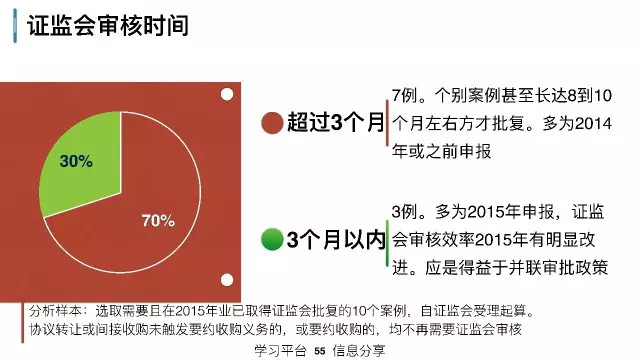 证监会审核时间
30%
70%
超过3个月
7例。个别案例甚至长达8到10
个月左右方才批复。多为2014
年或之前申报
3个月以内
3例。多为2015年申报，证监
会审核效率2015年有明显改
进。应是得益于并联审批政策
分析样本：选取需要且在2015年业已取得证监会批复的10个案例，自证监会受理起算。
协议转让或间接收购未触发要约收购义务的，或要约收购的，均不再需要证监会审核
学习平台 55 信息分享